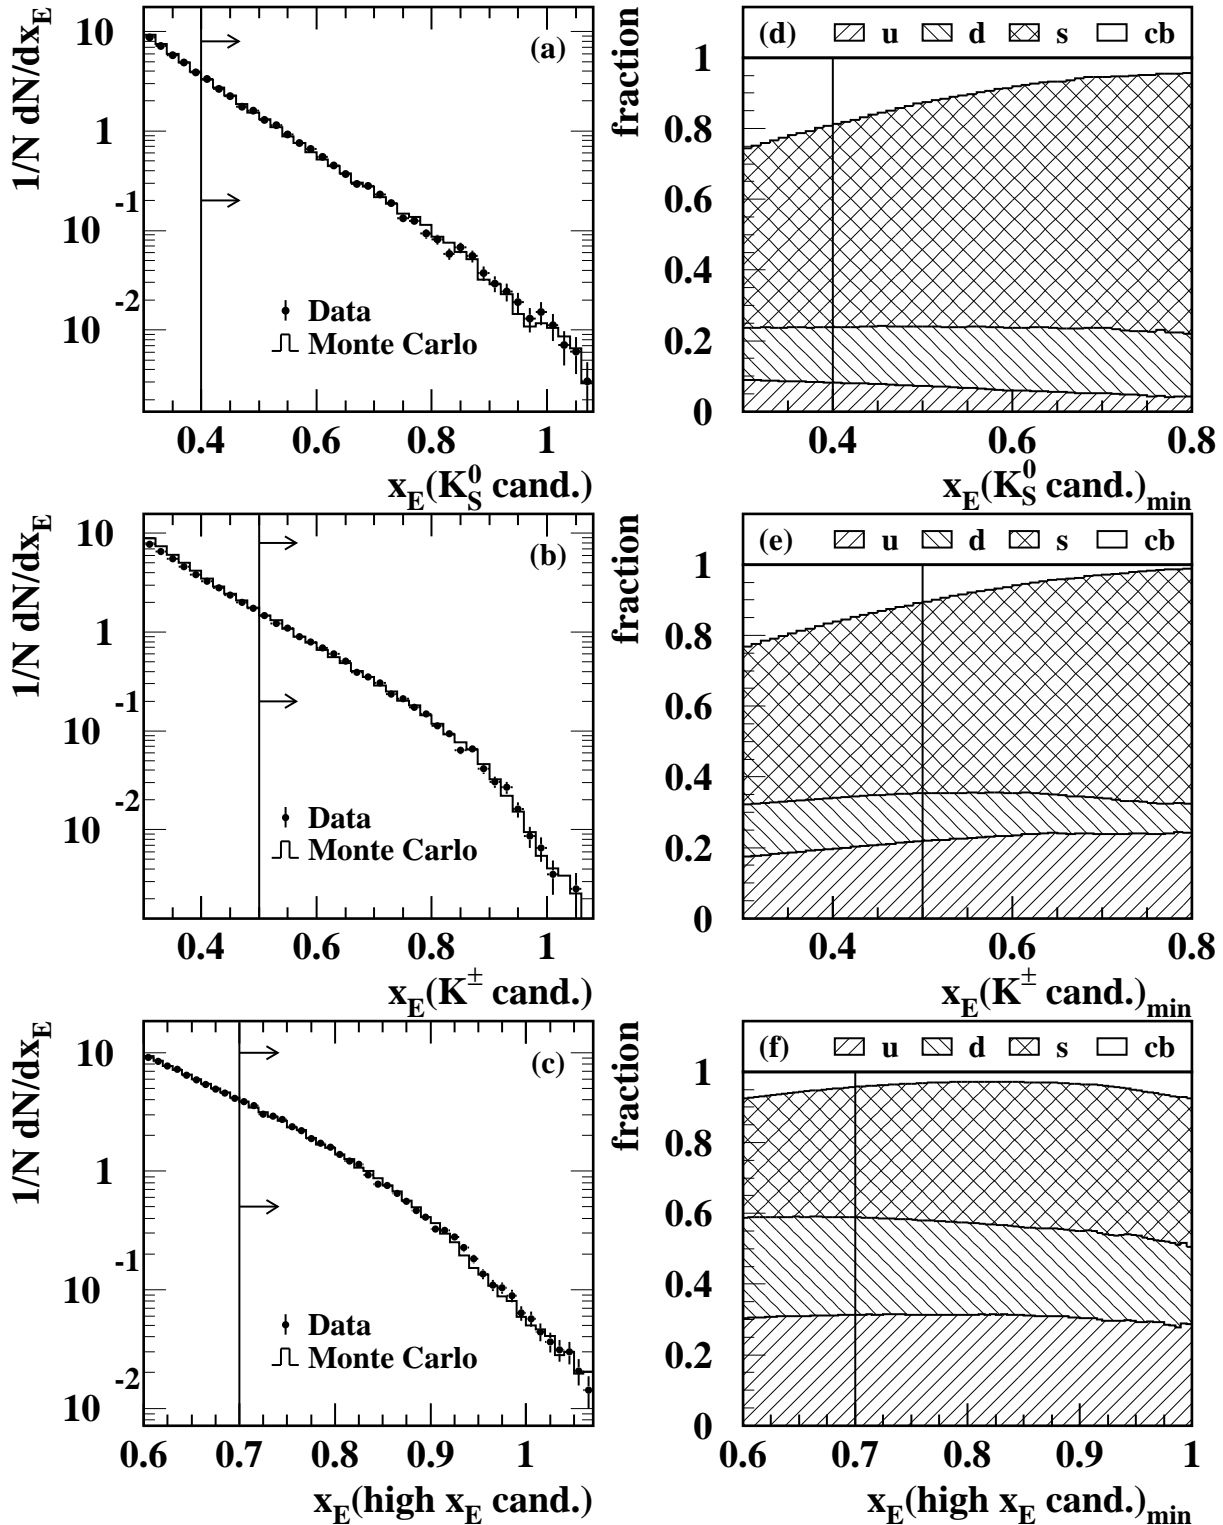 1/N dN/dx_E
10
1
10^-1
10^-2
(a)
Data
Monte Carlo
0.4 0.6 0.8 1
x_E(K_S^0 cand.)
fraction
(d) u d s cb
1
0.8
0.6
0.4
0.2
0
0.4 0.6 0.8
x_E(K_S^0 cand.)_min
1/N dN/dx_E
10
1
10^-1
10^-2
(b)
Data
Monte Carlo
0.4 0.6 0.8 1
x_E(K^± cand.)
fraction
(e) u d s cb
1
0.8
0.6
0.4
0.2
0
0.4 0.6 0.8
x_E(K^± cand.)_min
1/N dN/dx_E
10
1
10^-1
10^-2
(c)
Data
Monte Carlo
0.6 0.7 0.8 0.9 1
x_E(high x_E cand.)
fraction
(f) u d s cb
1
0.8
0.6
0.4
0.2
0
0.6 0.7 0.8 0.9 1
x_E(high x_E cand.)_min